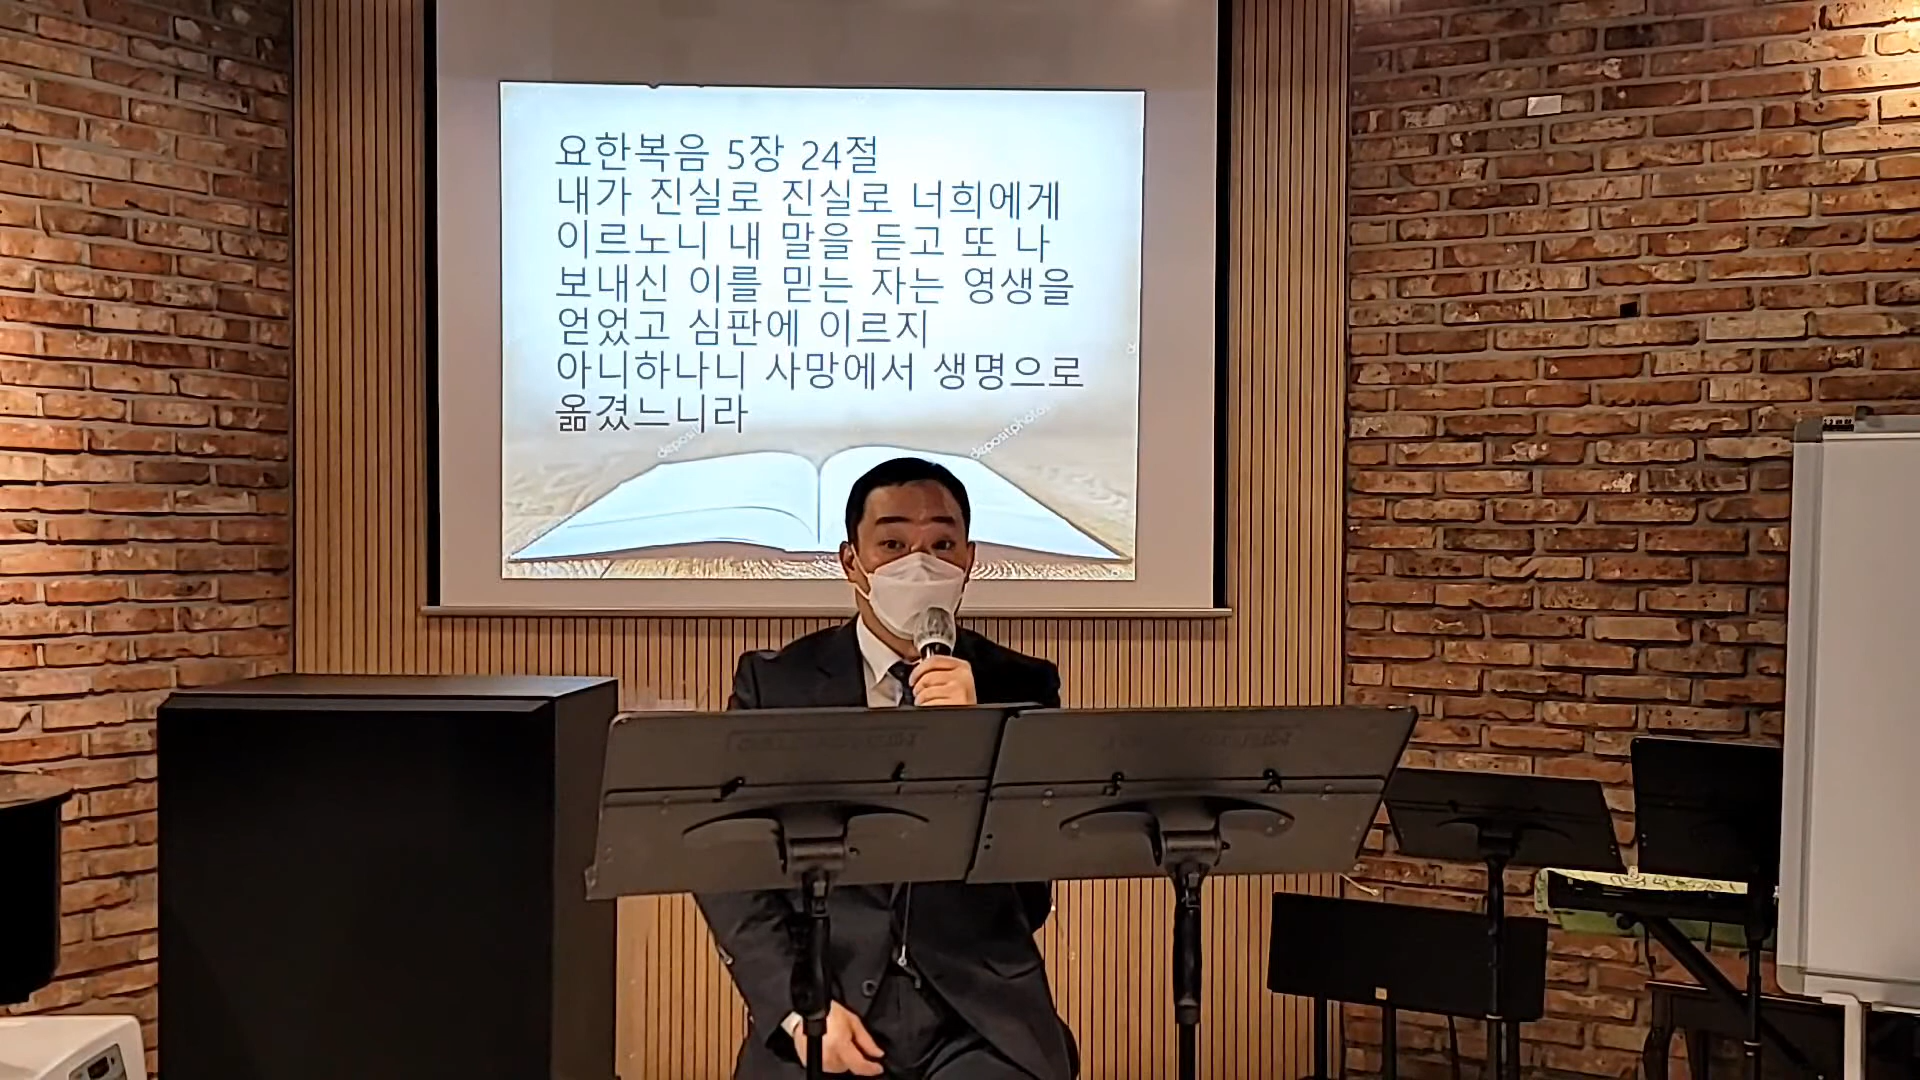 요한복음 5장 24절
내가 진실로 진실로 너희에게
이르노니 내 말을 듣고 또 나
보내신 이를 믿는 자는 영생을
얻었고 심판에 이르지
아니하나니 사망에서 생명으로
옮겼느니라
depositphotos